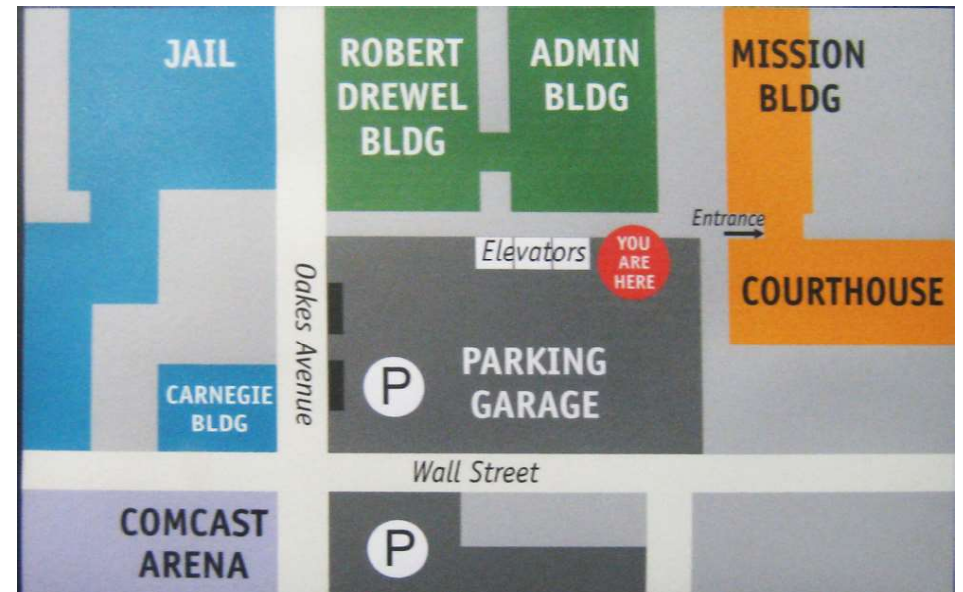 JAIL
ROBERT
DREWEL
BLDG
ADMIN
BLDG
MISSION
BLDG
Entrance
Elevators
YOU
ARE
HERE
COURTHOUSE
Oakes Avenue
P
PARKING
GARAGE
CARNEGIE
BLDG
Wall Street
COMCAST
ARENA
P